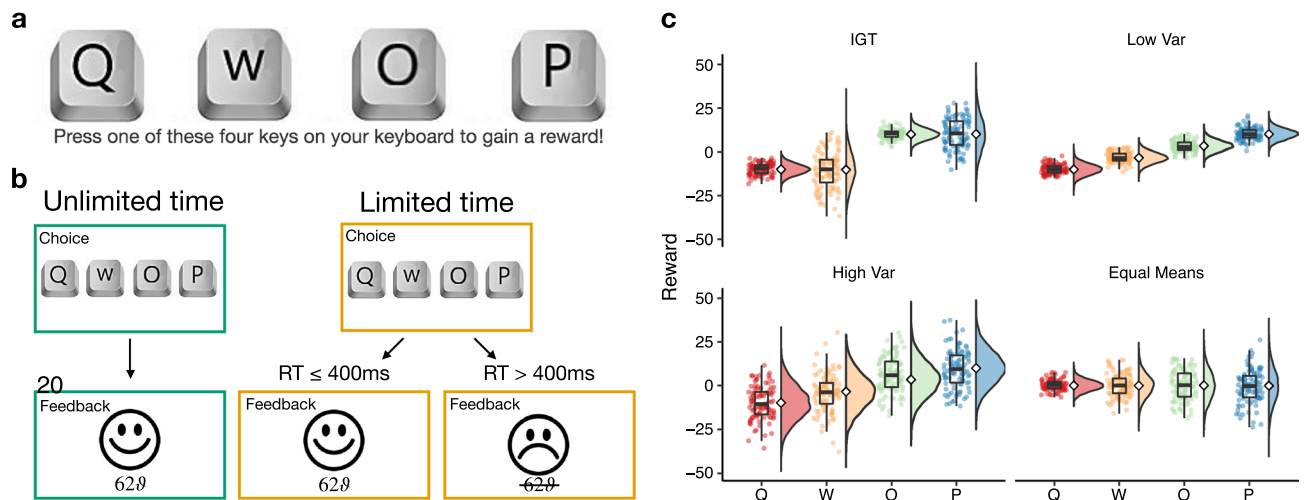 a
Q W O P
Press one of these four keys on your keyboard to gain a reward!
b
Unlimited time
Limited time
Choice
Q W O P
Choice
Q W O P
RT ≤ 400ms
RT > 400ms
20
Feedback
62ϑ
Feedback
62ϑ
Feedback
62ϑ
c
Reward
IGT
50
25
0
−25
−50
Low Var
High Var
50
25
0
−25
−50
Q W O P
Equal Means
Q W O P